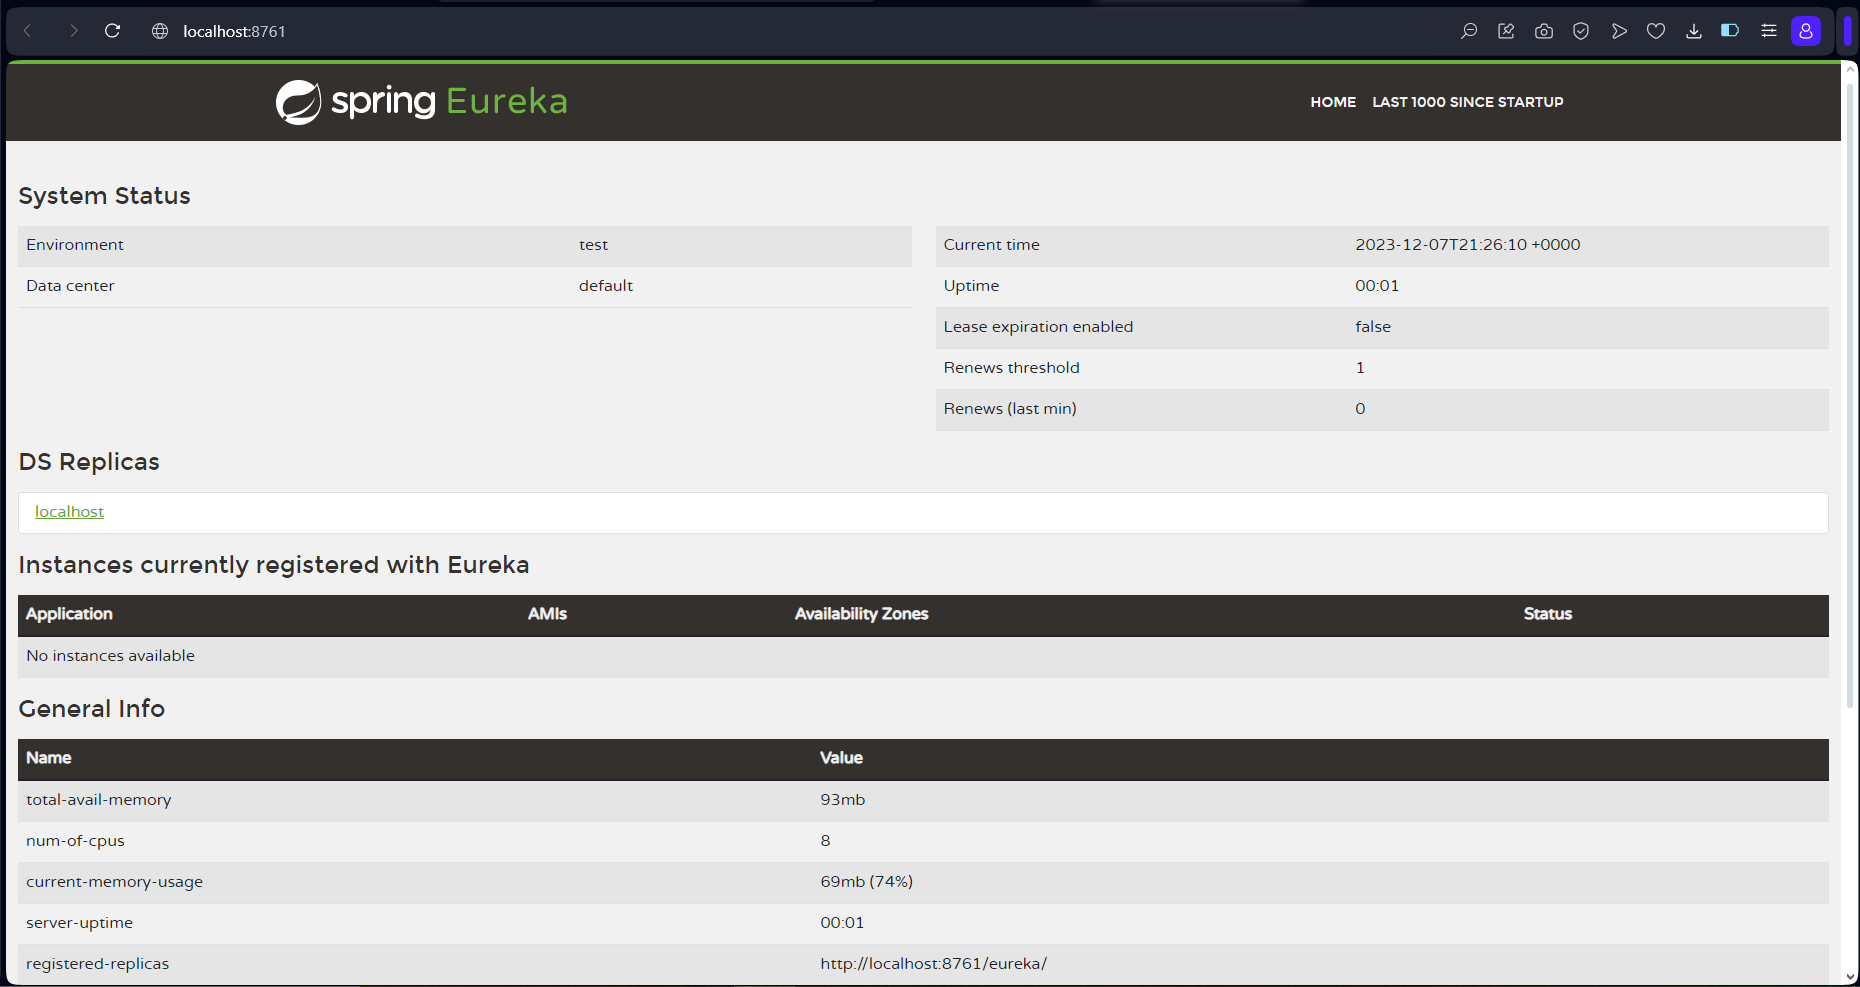 localhost:8761
spring Eureka
HOME LAST 1000 SINCE STARTUP
System Status
Environment test
Data center default
Current time 2023-12-07T21:26:10 +0000
Uptime 00:01
Lease expiration enabled false
Renews threshold 1
Renews (last min) 0
DS Replicas
localhost
Instances currently registered with Eureka
Application AMIs Availability Zones Status
No instances available
General Info
Name Value
total-avail-memory 93mb
num-of-cpus 8
current-memory-usage 69mb (74%)
server-uptime 00:01
registered-replicas http://localhost:8761/eureka/